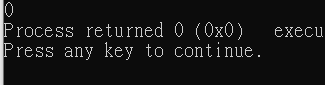 0
Process returned 0 (0x0)   execu
Press any key to continue.